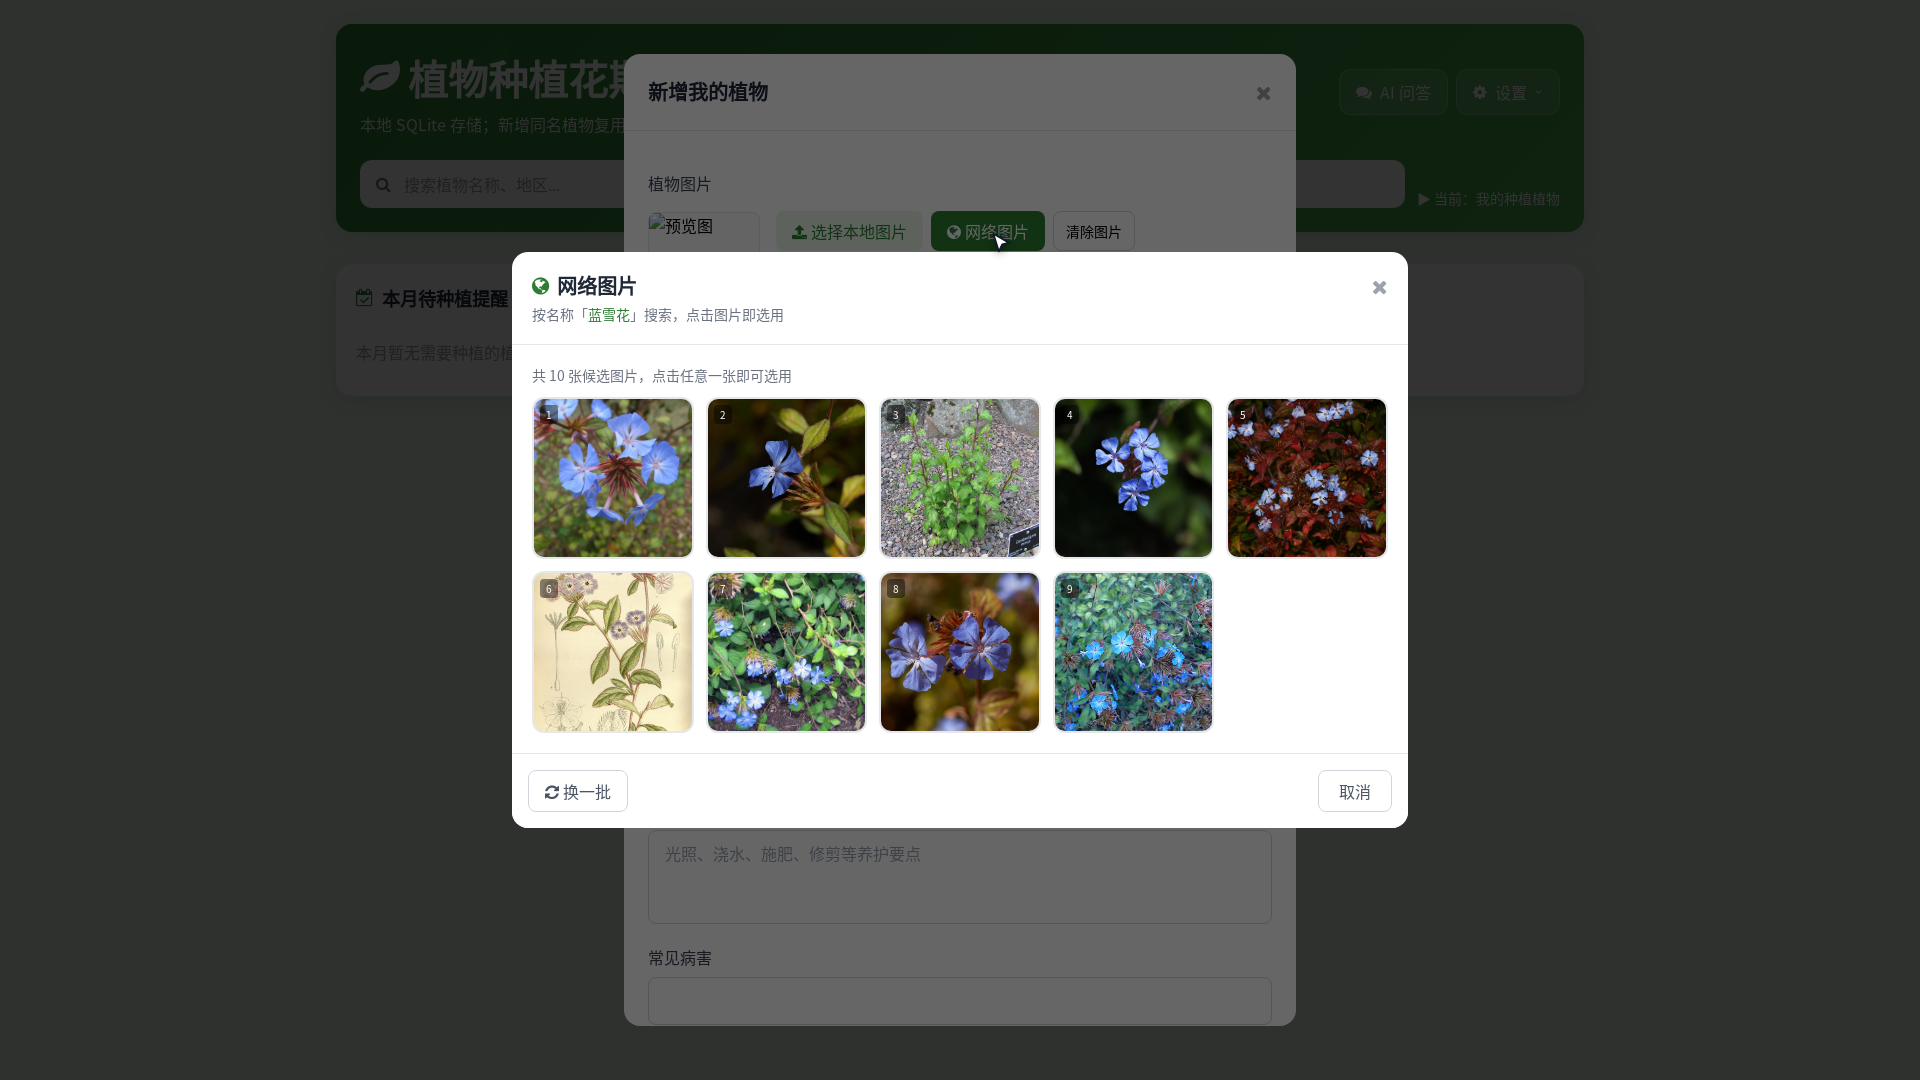 植物种植花期
AI 问答
设置
本地 SQLite 存储；新增同名植物复用
搜索植物名称、地区...
▶ 当前：我的种植植物
新增我的植物
植物图片
预览图
选择本地图片
网络图片
清除图片
本月待种植提醒
本月暂无需要种植的植
网络图片
按名称「蓝雪花」搜索，点击图片即选用
共 10 张候选图片，点击任意一张即可选用
1
2
3
4
5
6
7
8
9
换一批
取消
光照、浇水、施肥、修剪等养护要点
常见病害